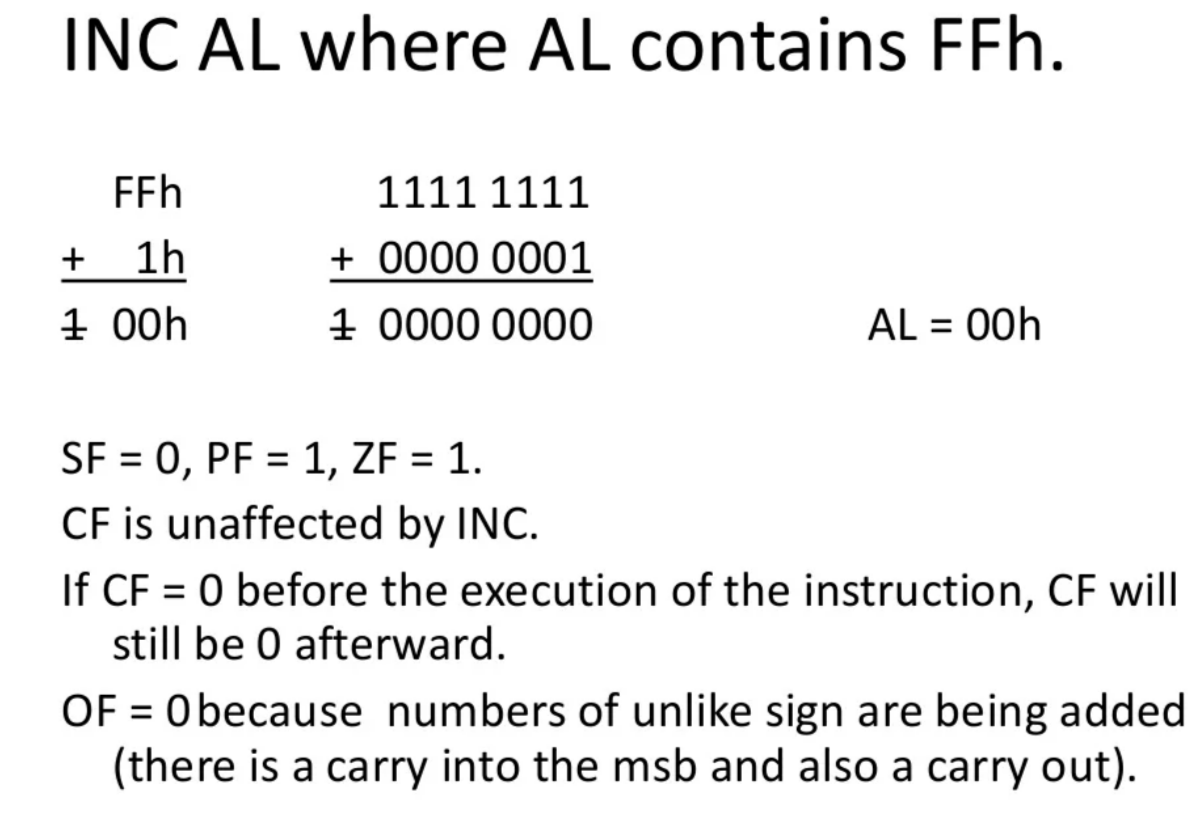 INC AL where AL contains FFh.
FFh 1111 1111
+ 1h + 0000 0001
1 00h 1 0000 0000 AL = 00h
SF = 0, PF = 1, ZF = 1.
CF is unaffected by INC.
If CF = 0 before the execution of the instruction, CF will
still be 0 afterward.
OF = 0 because numbers of unlike sign are being added
(there is a carry into the msb and also a carry out).